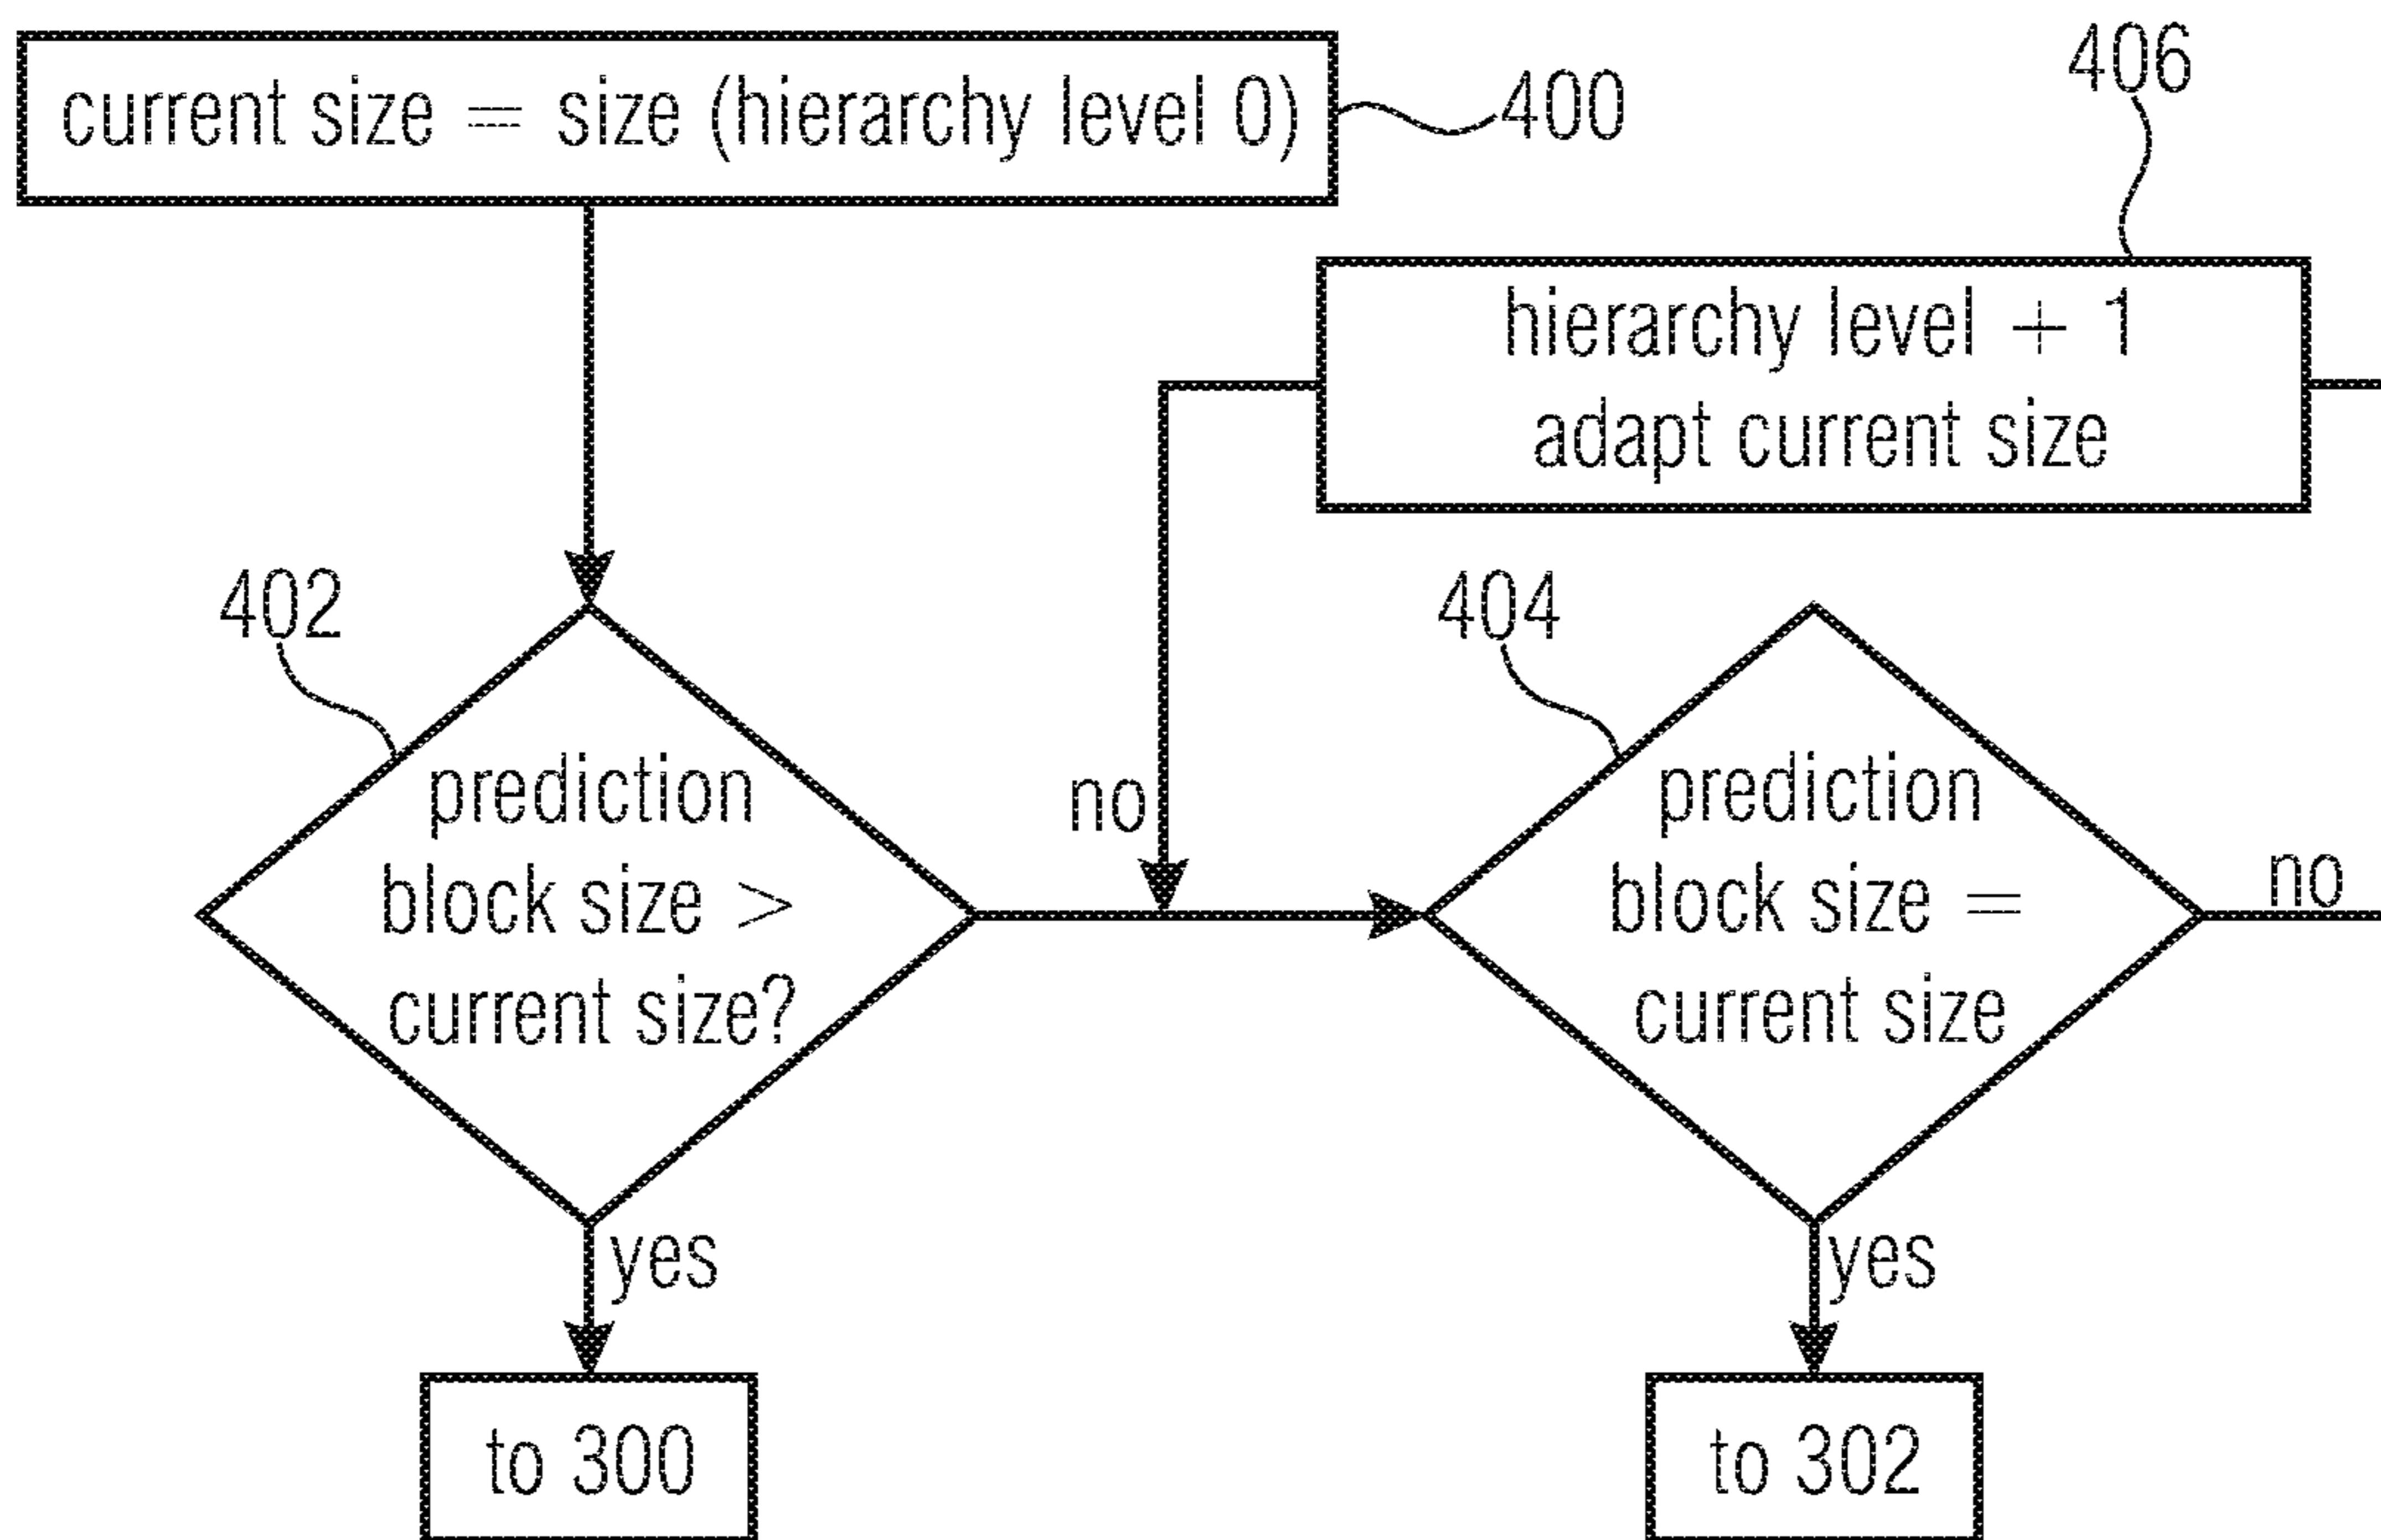 current size = size (hierarchy level 0)
400
406
hierarchy level + 1
adapt current size
402
prediction
block size >
current size?
no
404
prediction
block size =
current size
no
yes
yes
to 300
to 302